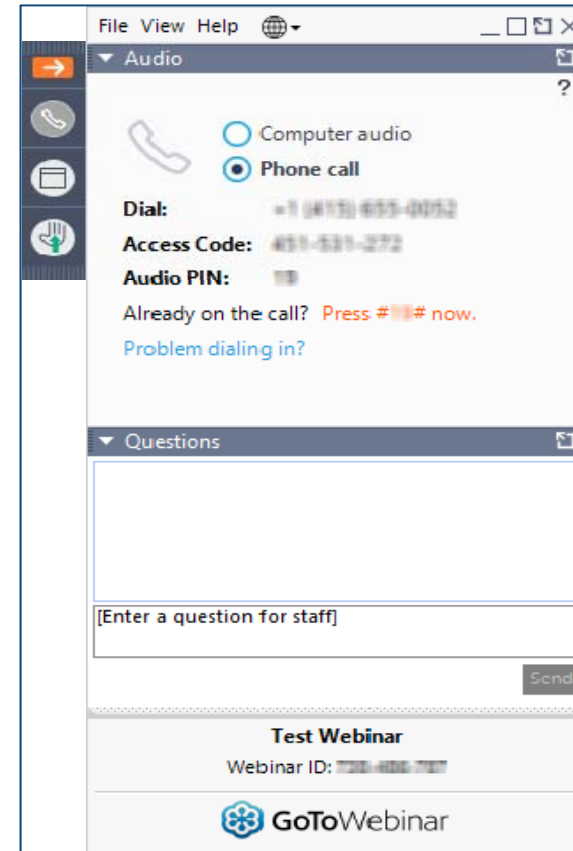 File View Help
Audio
?
Computer audio
Phone call
Dial:
Access Code:
Audio PIN:
Already on the call? Press # # now.
Problem dialing in?
Questions
[Enter a question for staff]
Send
Test Webinar
Webinar ID:
GoToWebinar